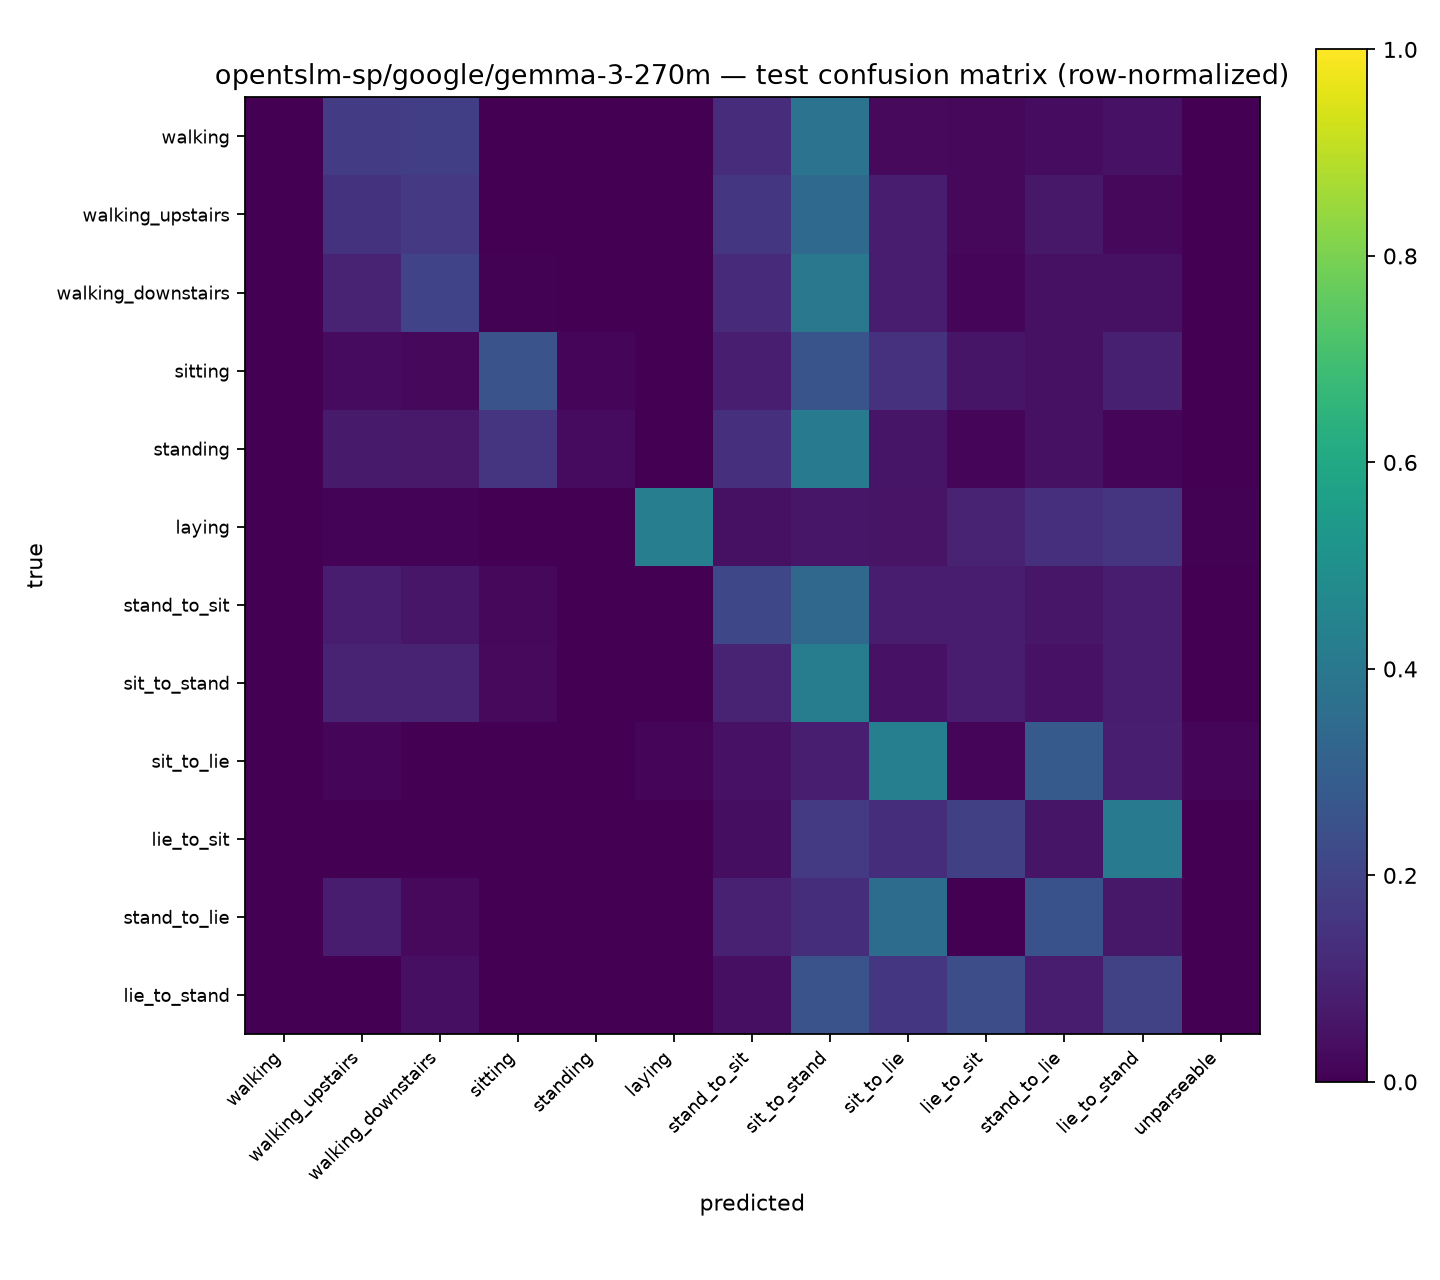 opentslm-sp/google/gemma-3-270m — test confusion matrix (row-normalized)
true
walking
walking_upstairs
walking_downstairs
sitting
standing
laying
stand_to_sit
sit_to_stand
sit_to_lie
lie_to_sit
stand_to_lie
lie_to_stand
walking
walking_upstairs
walking_downstairs
sitting
standing
laying
stand_to_sit
sit_to_stand
sit_to_lie
lie_to_sit
stand_to_lie
lie_to_stand
unparseable
predicted
1.0
0.8
0.6
0.4
0.2
0.0